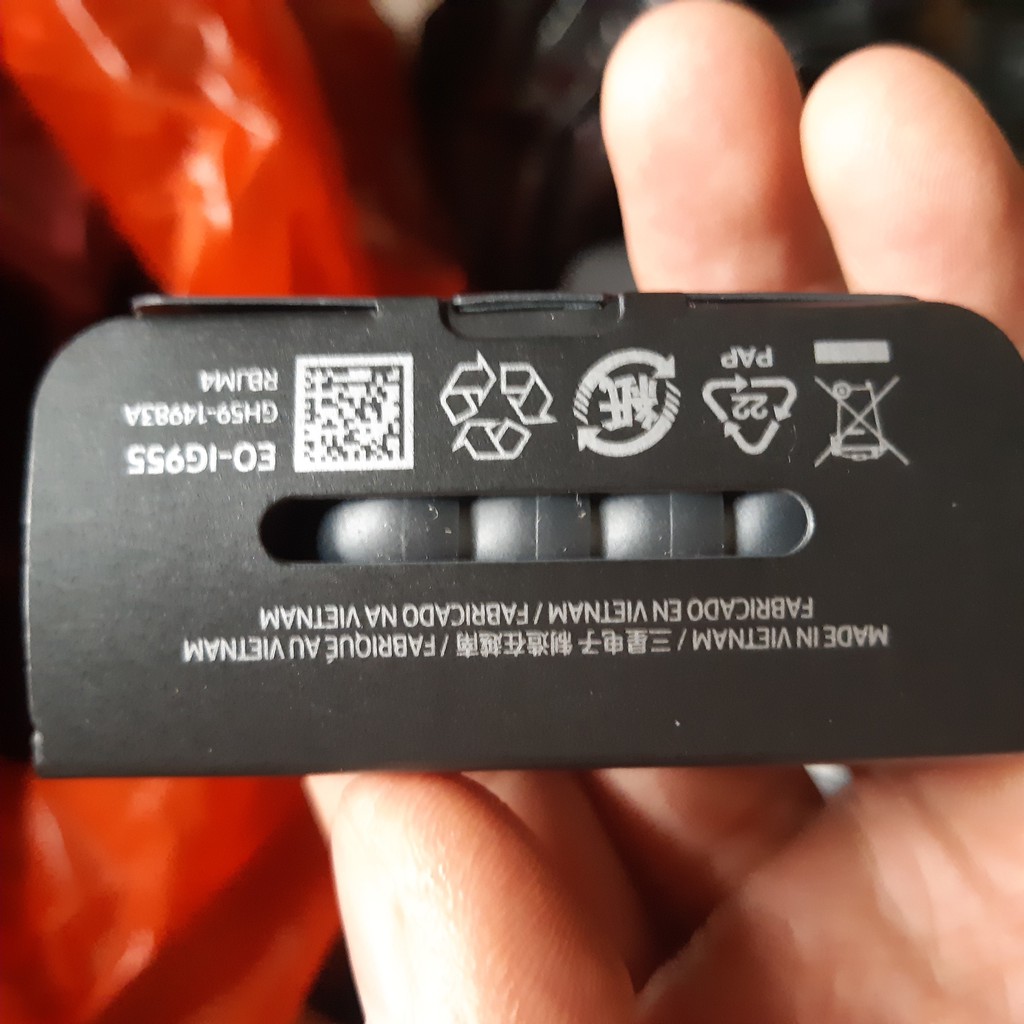 MADE IN VIETNAM / 三星电子 制造在越南 / FABRIQUÉ AU VIETNAM /
FABRICADO EN VIETNAM / FABRICADO NA VIETNAM
EO-IG955
GH59-14983A
RBJM4
紙
22
PAP